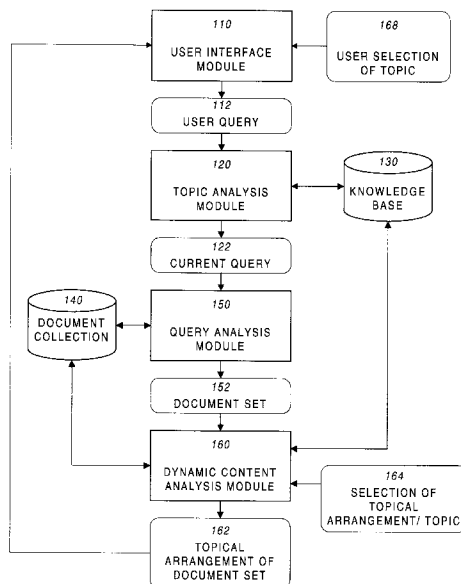 110
USER INTERFACE
MODULE
168
USER SELECTION
OF TOPIC
112
USER QUERY
120
TOPIC ANALYSIS
MODULE
130
KNOWLEDGE
BASE
122
CURRENT QUERY
140
DOCUMENT
COLLECTION
150
QUERY ANALYSIS
MODULE
152
DOCUMENT SET
160
DYNAMIC CONTENT
ANALYSIS MODULE
164
SELECTION OF
TOPICAL
ARRANGEMENT/ TOPIC
162
TOPICAL
ARRANGEMENT OF
DOCUMENT SET